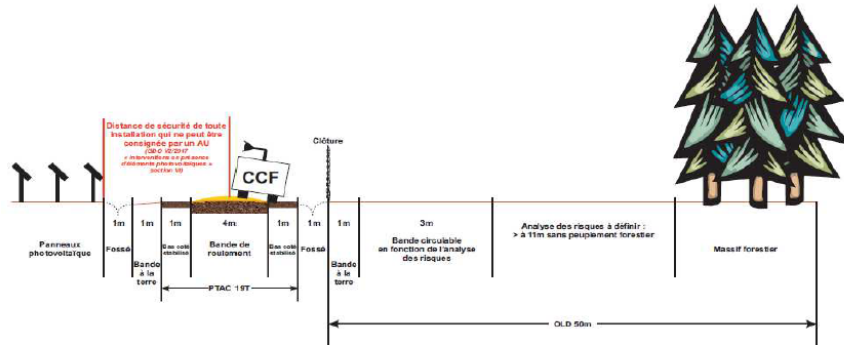 Distance de sécurité de toute
Installation qui ne peut être
consignée par un AU
« interventions en présence
d'éléments photovoltaïques »
Clôture
CCF
1m
1m
1m
4m
1m
1m
1m
3m
Analyse des risques à définir :
> à 11m sans peuplement forestier
Panneaux
photovoltaïque
Fossé
Bande
à la
terre
Bas coté
stabilisé
Bande de
roulement
Bas coté
stabilisé
Fossé
Bande
à la
terre
Bande circulable
en fonction de l'analyse
des risques
Massif forestier
PTAC 19T
OLD 50m